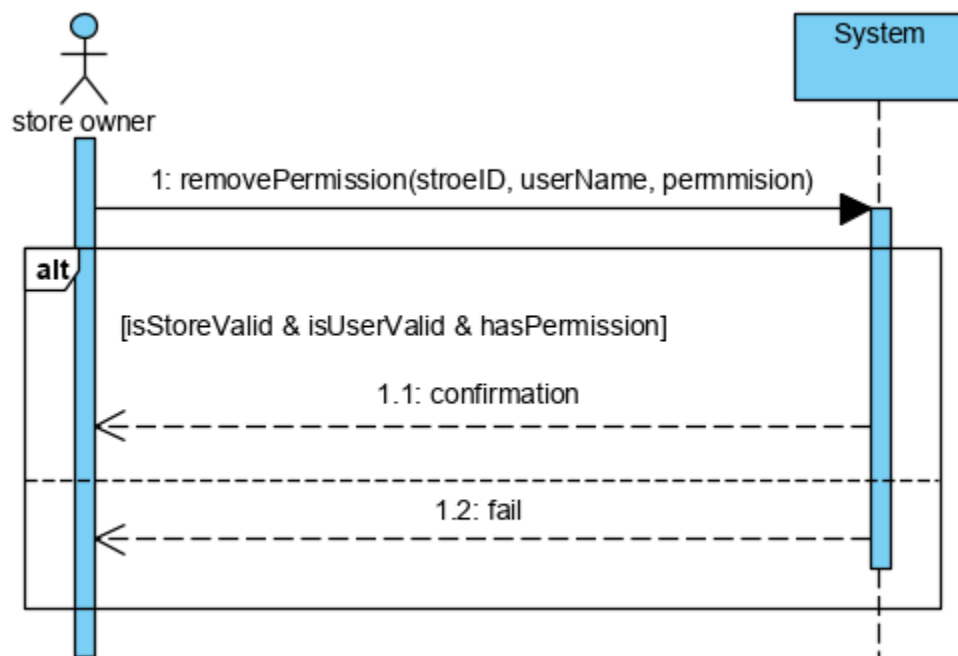 System
store owner
1: removePermission(stroeID, userName, permmision)
alt
[isStoreValid & isUserValid & hasPermission]
1.1: confirmation
1.2: fail